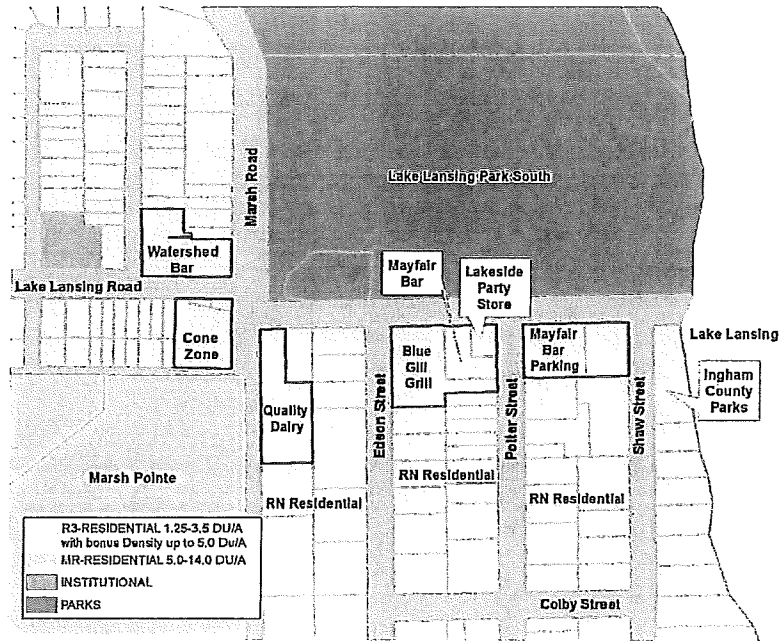 Marsh Road
Lake Lansing Park South
Watershed
Bar
Mayfair
Bar
Lakeside
Party
Store
Lake Lansing Road
Cone
Zone
Blue
Gill
Grill
Mayfair
Bar
Parking
Lake Lansing
Ingham
County
Parks
Quality
Dairy
Edson Street
Potter Street
Shaw Street
Marsh Pointe
RN Residential
RN Residential
RN Residential
R3-RESIDENTIAL 1.25-3.5 DU/A
with bonus Density up to 5.0 Du/A
MR-RESIDENTIAL 5.0-14.0 DU/A
INSTITUTIONAL
PARKS
Colby Street